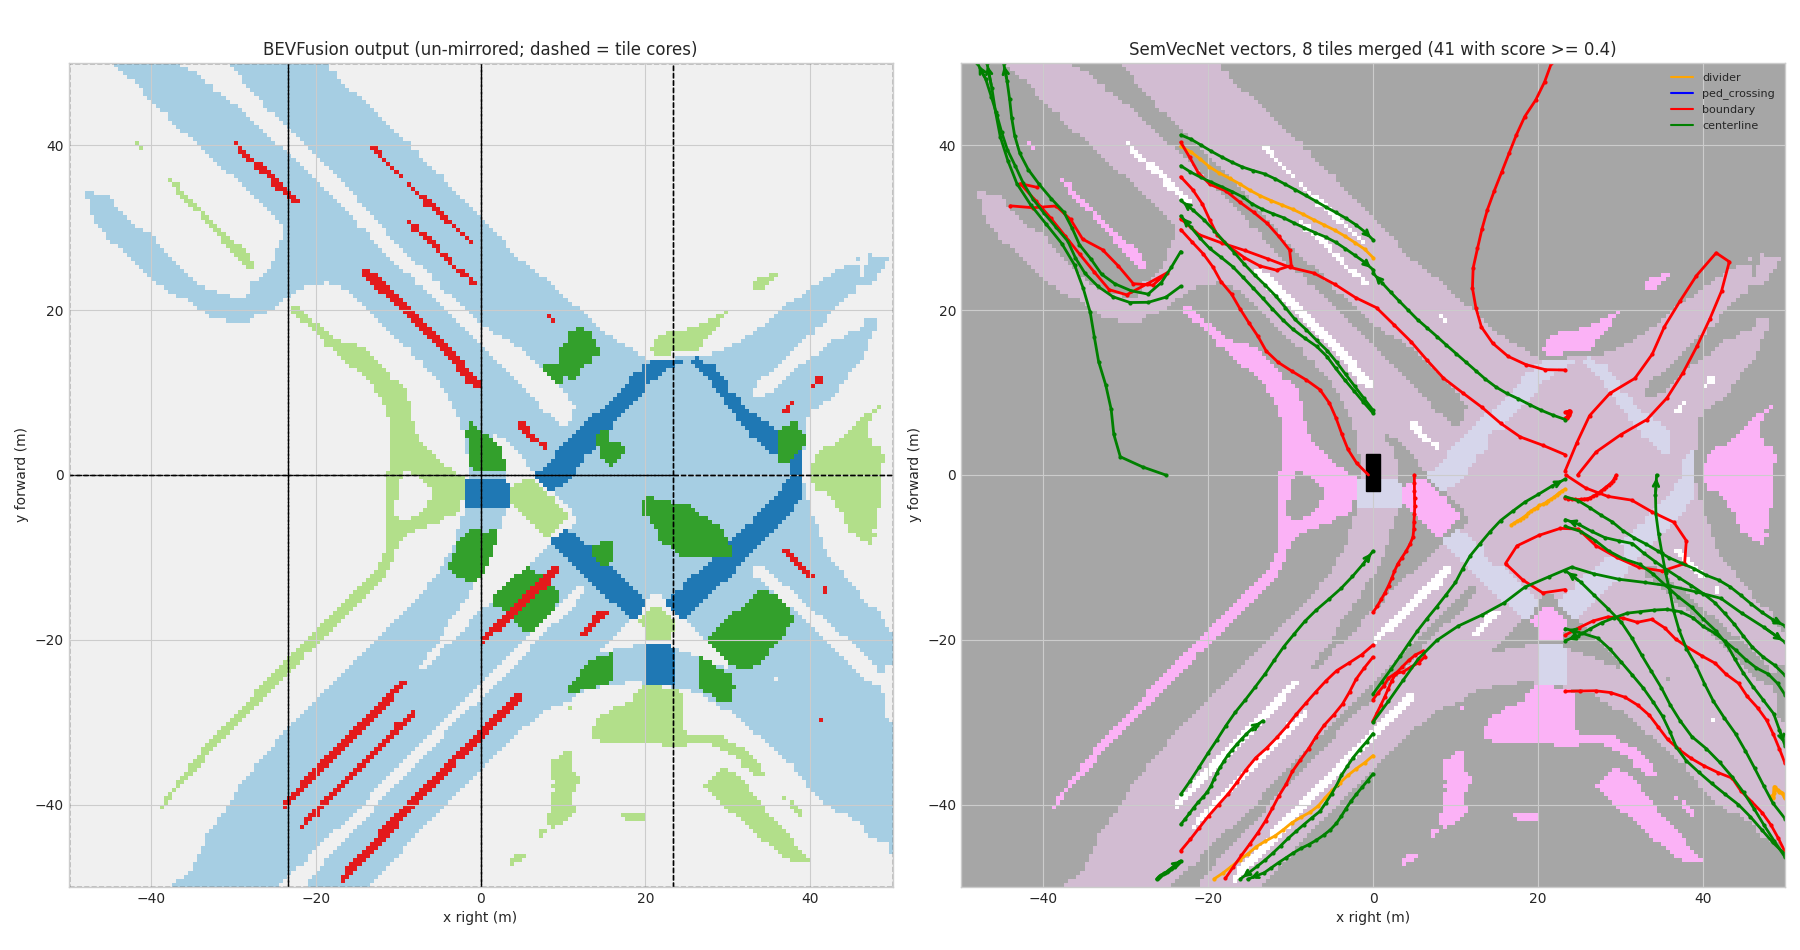 BEVFusion output (un-mirrored; dashed = tile cores)
40
20
0
−20
−40
y forward (m)
−40
−20
0
20
40
x right (m)
SemVecNet vectors, 8 tiles merged (41 with score >= 0.4)
divider
ped_crossing
boundary
centerline
40
20
0
−20
−40
y forward (m)
−40
−20
0
20
40
x right (m)